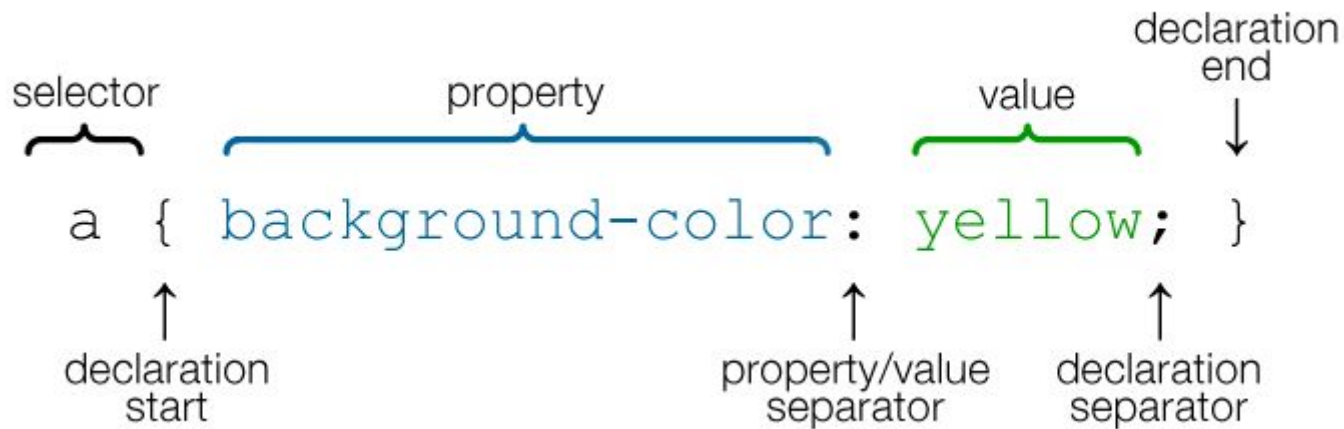 declaration
end
selector
property
value
a { background-color: yellow; }
declaration
start
property/value
separator
declaration
separator